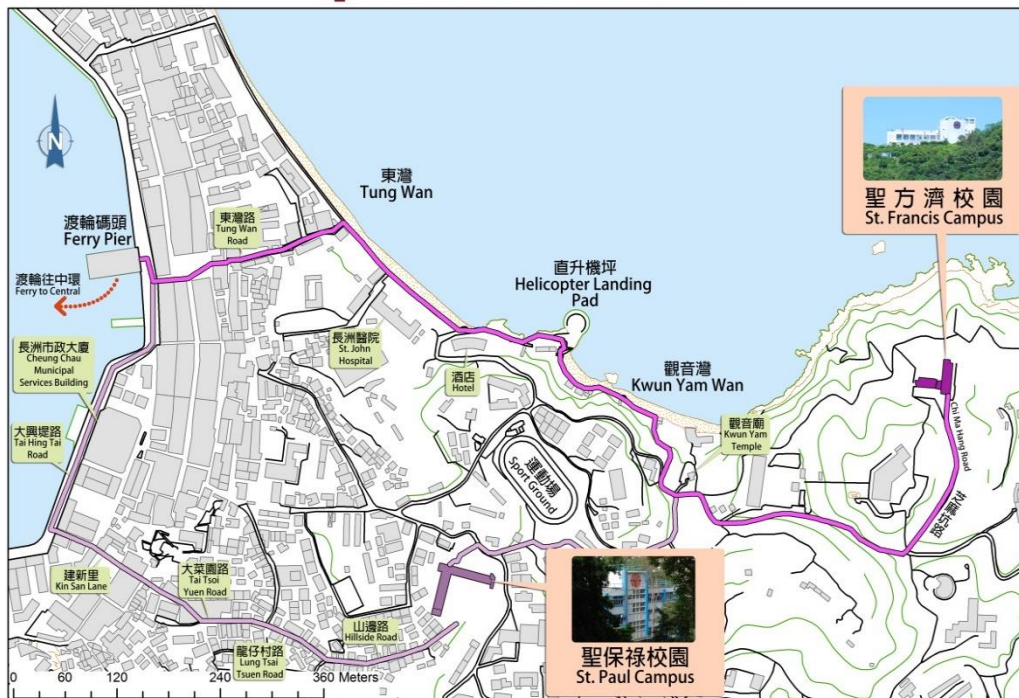 N
東灣
Tung Wan
渡輪碼頭
Ferry Pier
東灣路
Tung Wan
Road
渡輪往中環
Ferry to Central
直升機坪
Helicopter Landing
Pad
聖方濟校園
St. Francis Campus
長洲市政大廈
Cheung Chau
Municipal
Services Building
長洲醫院
St. John
Hospital
酒店
Hotel
觀音灣
Kwun Yam Wan
觀音廟
Kwun Yam
Temple
Chi Ma Hang Road
芝麻坑路
大興堤路
Tai Hing Tai
Road
運動場
Sport Ground
建新里
Kin San Lane
大菜園路
Tai Tsoi
Yuen Road
山邊路
Hillside Road
龍仔村路
Lung Tsai
Tsuen Road
聖保祿校園
St. Paul Campus
0 60 120 240 360 Meters